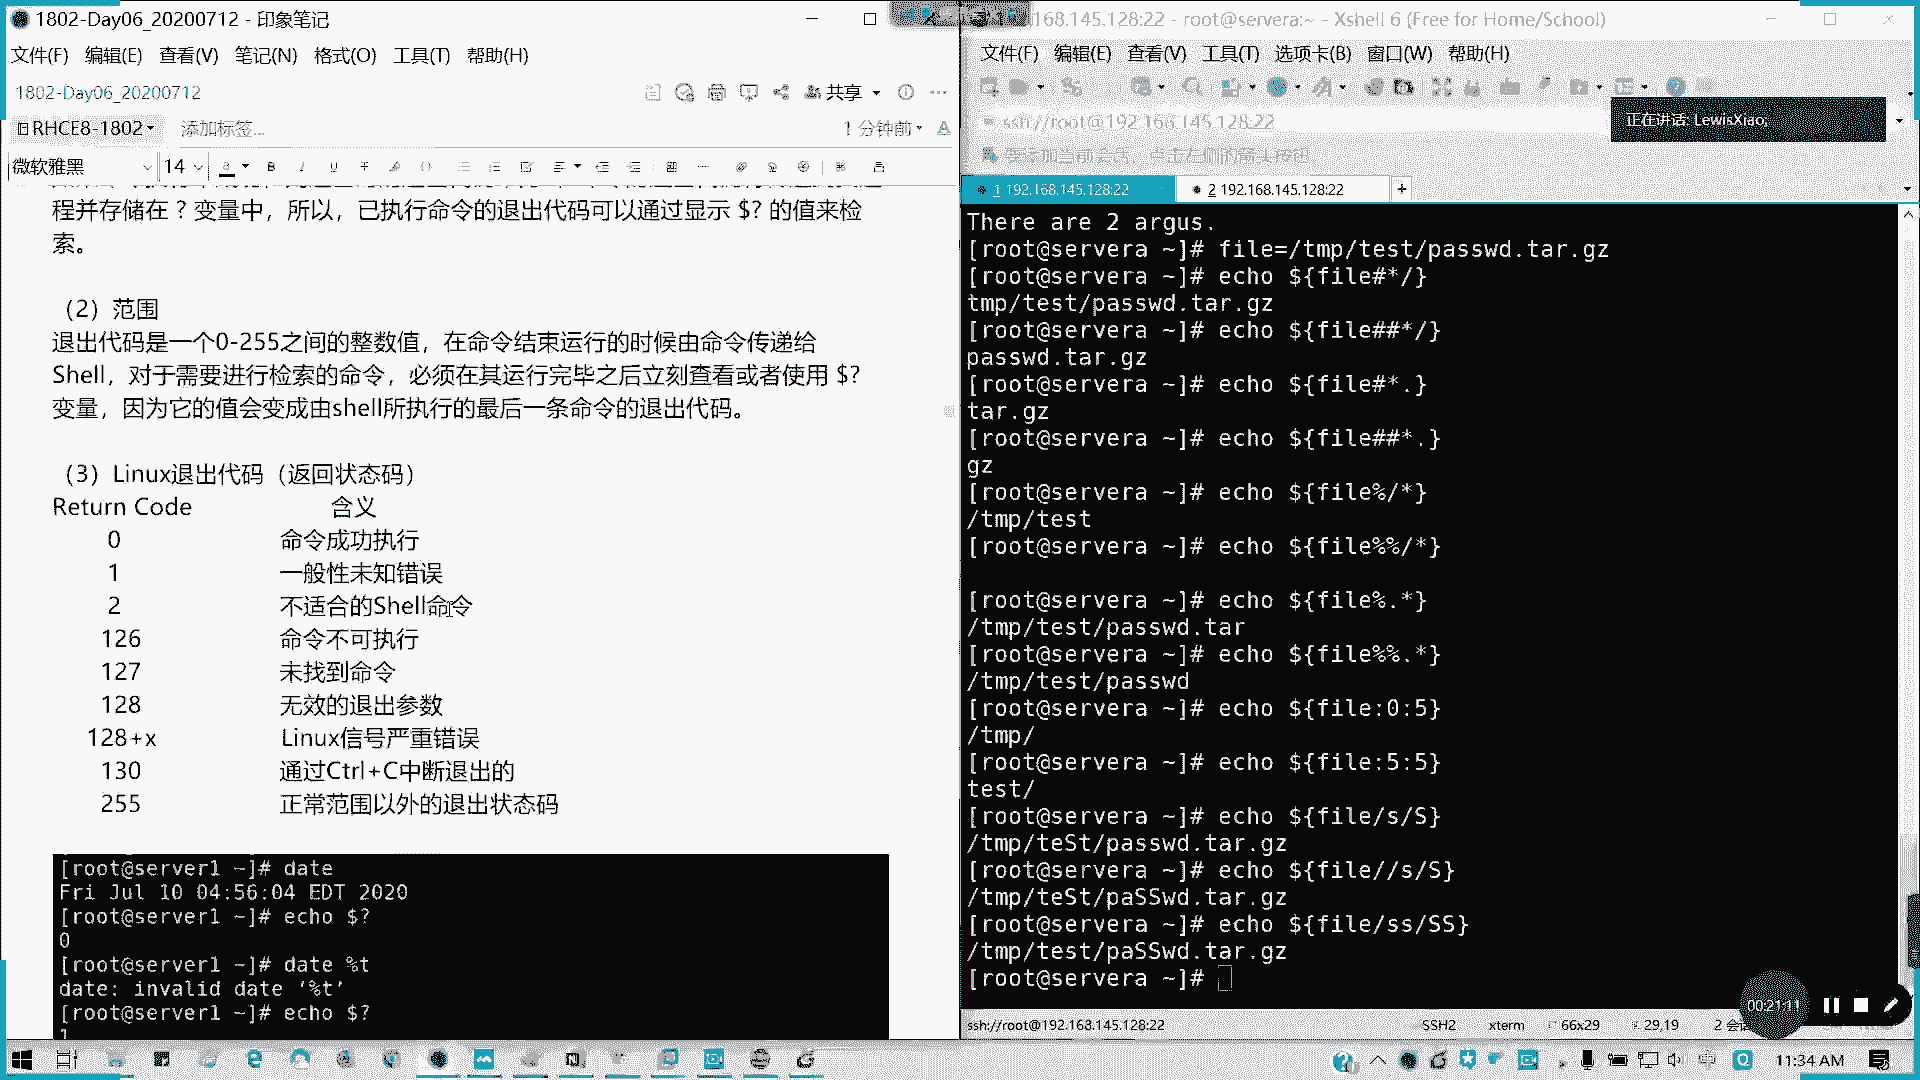 1802-Day06_20200712 - 印象笔记
文件(F) 编辑(E) 查看(V) 笔记(N) 格式(O) 工具(T) 帮助(H)
1802-Day06_20200712
共享
RHCE8-1802
添加标签...
1 分钟前
微软雅黑
14
程并存储在 ? 变量中，所以，已执行命令的退出代码可以通过显示 $? 的值来检
索。
（2）范围
退出代码是一个0-255之间的整数值，在命令结束运行的时候由命令传递给
Shell，对于需要进行检索的命令，必须在其运行完毕之后立刻查看或者使用 $?
变量，因为它的值会变成由shell所执行的最后一条命令的退出代码。
（3）Linux退出代码（返回状态码）
Return Code 含义
0 命令成功执行
1 一般性未知错误
2 不适合的Shell命令
126 命令不可执行
127 未找到命令
128 无效的退出参数
128+x Linux信号严重错误
130 通过Ctrl+C中断退出的
255 正常范围以外的退出状态码
[root@server1 ~]# date
Fri Jul 10 04:56:04 EDT 2020
[root@server1 ~]# echo $?
0
[root@server1 ~]# date %t
date: invalid date ‘%t’
[root@server1 ~]# echo $?
1
168.145.128:22 - root@servera:~ - Xshell 6 (Free for Home/School)
文件(F) 编辑(E) 查看(V) 工具(T) 选项卡(B) 窗口(W) 帮助(H)
ssh://root@192.168.145.128:22
正在讲话: LewisXiao;
要添加当前会话，点击左侧的箭头按钮。
1 192.168.145.128:22
2 192.168.145.128:22
There are 2 argus.
[root@servera ~]# file=/tmp/test/passwd.tar.gz
[root@servera ~]# echo ${file#*/}
tmp/test/passwd.tar.gz
[root@servera ~]# echo ${file##*/}
passwd.tar.gz
[root@servera ~]# echo ${file#*.}
tar.gz
[root@servera ~]# echo ${file##*.}
gz
[root@servera ~]# echo ${file%/*}
/tmp/test
[root@servera ~]# echo ${file%%/*}
[root@servera ~]# echo ${file%.*}
/tmp/test/passwd.tar
[root@servera ~]# echo ${file%%.*}
/tmp/test/passwd
[root@servera ~]# echo ${file:0:5}
/tmp/
[root@servera ~]# echo ${file:5:5}
test/
[root@servera ~]# echo ${file/s/S}
/tmp/teSt/passwd.tar.gz
[root@servera ~]# echo ${file//s/S}
/tmp/teSt/paSSwd.tar.gz
[root@servera ~]# echo ${file/ss/SS}
/tmp/test/paSSwd.tar.gz
[root@servera ~]#
00:21:11
ssh://root@192.168.145.128:22 SSH2 xterm 66x29 29,19 2 会
11:34 AM